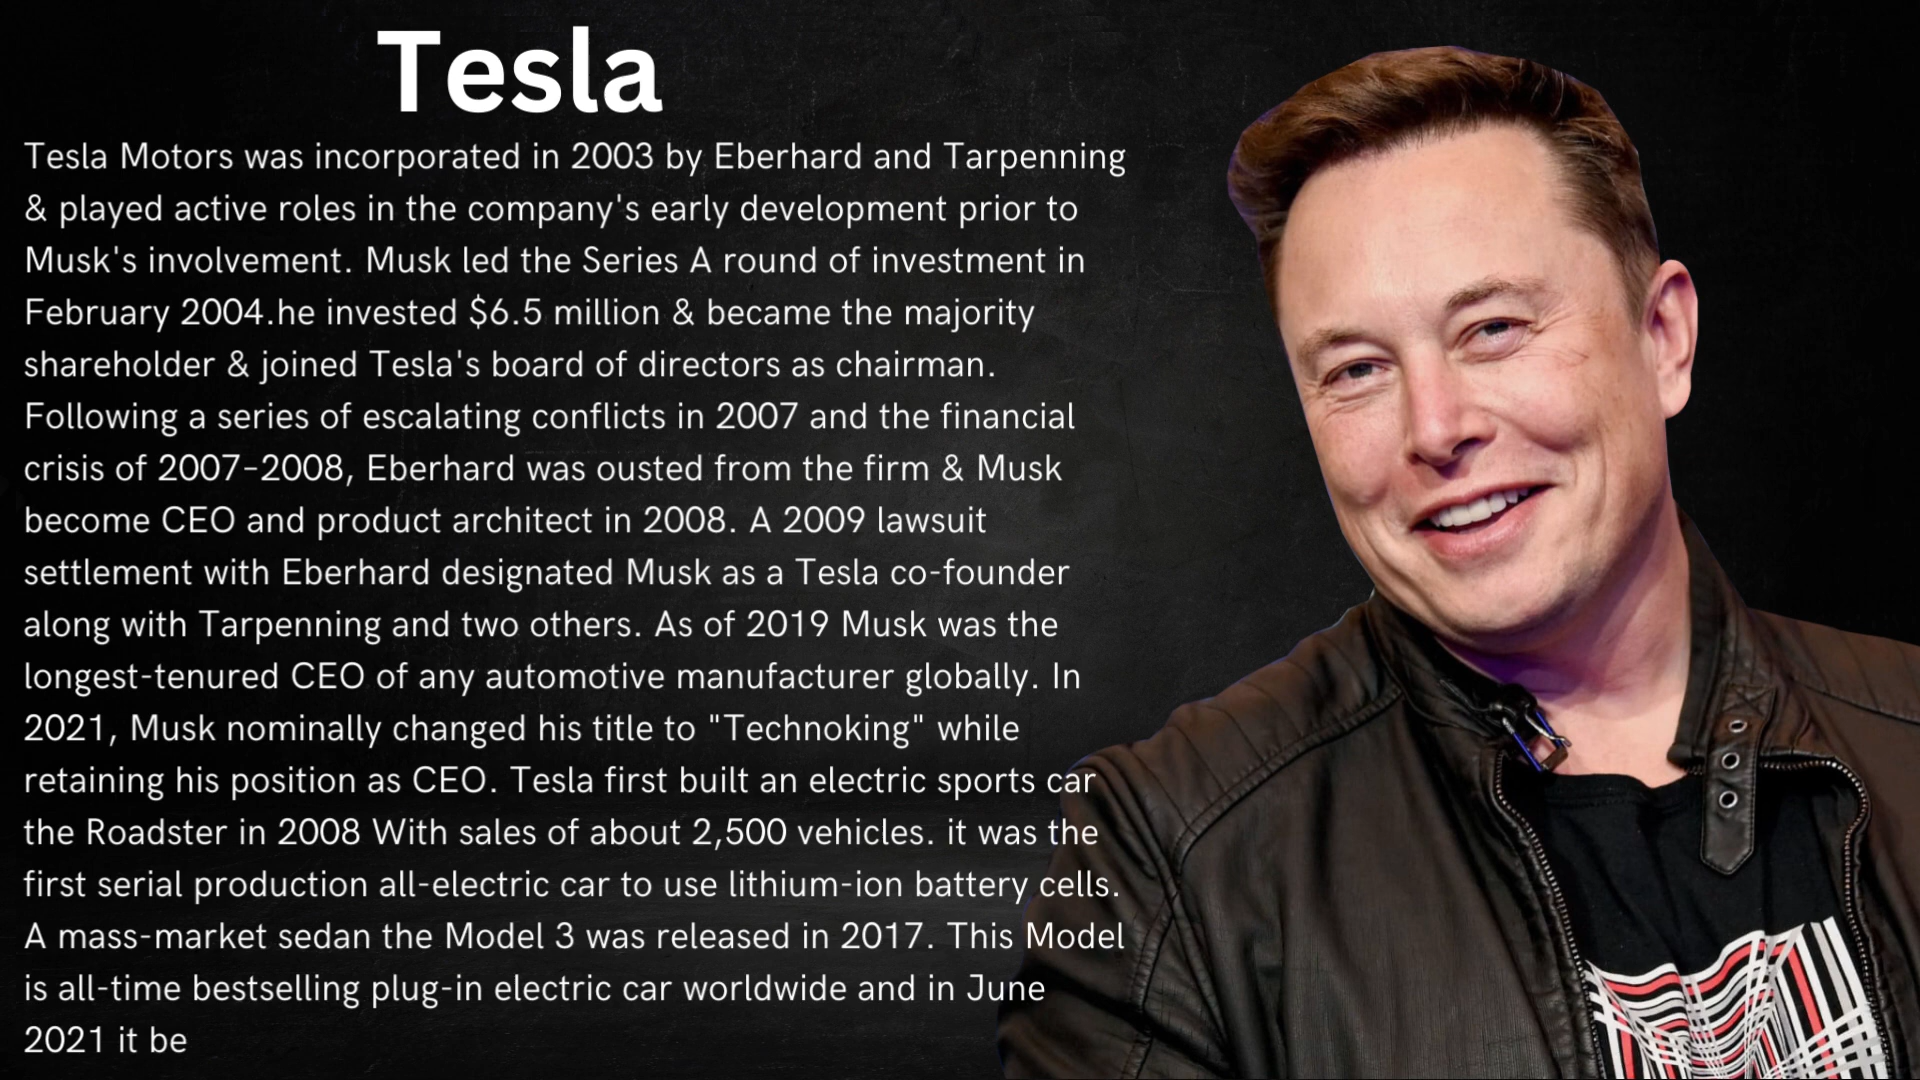 Tesla
Tesla Motors was incorporated in 2003 by Eberhard and Tarpenning
& played active roles in the company's early development prior to
Musk's involvement. Musk led the Series A round of investment in
February 2004.he invested $6.5 million & became the majority
shareholder & joined Tesla's board of directors as chairman.
Following a series of escalating conflicts in 2007 and the financial
crisis of 2007–2008, Eberhard was ousted from the firm & Musk
become CEO and product architect in 2008. A 2009 lawsuit
settlement with Eberhard designated Musk as a Tesla co-founder
along with Tarpenning and two others. As of 2019 Musk was the
longest-tenured CEO of any automotive manufacturer globally. In
2021, Musk nominally changed his title to "Technoking" while
retaining his position as CEO. Tesla first built an electric sports car
the Roadster in 2008 With sales of about 2,500 vehicles. it was the
first serial production all-electric car to use lithium-ion battery cells.
A mass-market sedan the Model 3 was released in 2017. This Model
is all-time bestselling plug-in electric car worldwide and in June
2021 it be